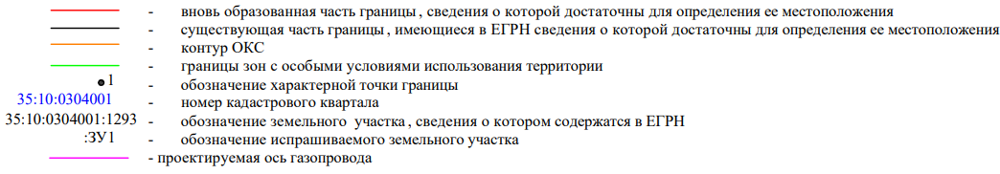 - вновь образованная часть границы, сведения о которой достаточны для определения ее местоположения
- существующая часть границы, имеющиеся в ЕГРН сведения о которой достаточны для определения ее местоположения
- контур ОКС
- границы зон с особыми условиями использования территории
1 - обозначение характерной точки границы
35:10:0304001 - номер кадастрового квартала
35:10:0304001:1293 - обозначение земельного участка, сведения о котором содержатся в ЕГРН
:ЗУ1 - обозначение испрашиваемого земельного участка
- проектируемая ось газопровода